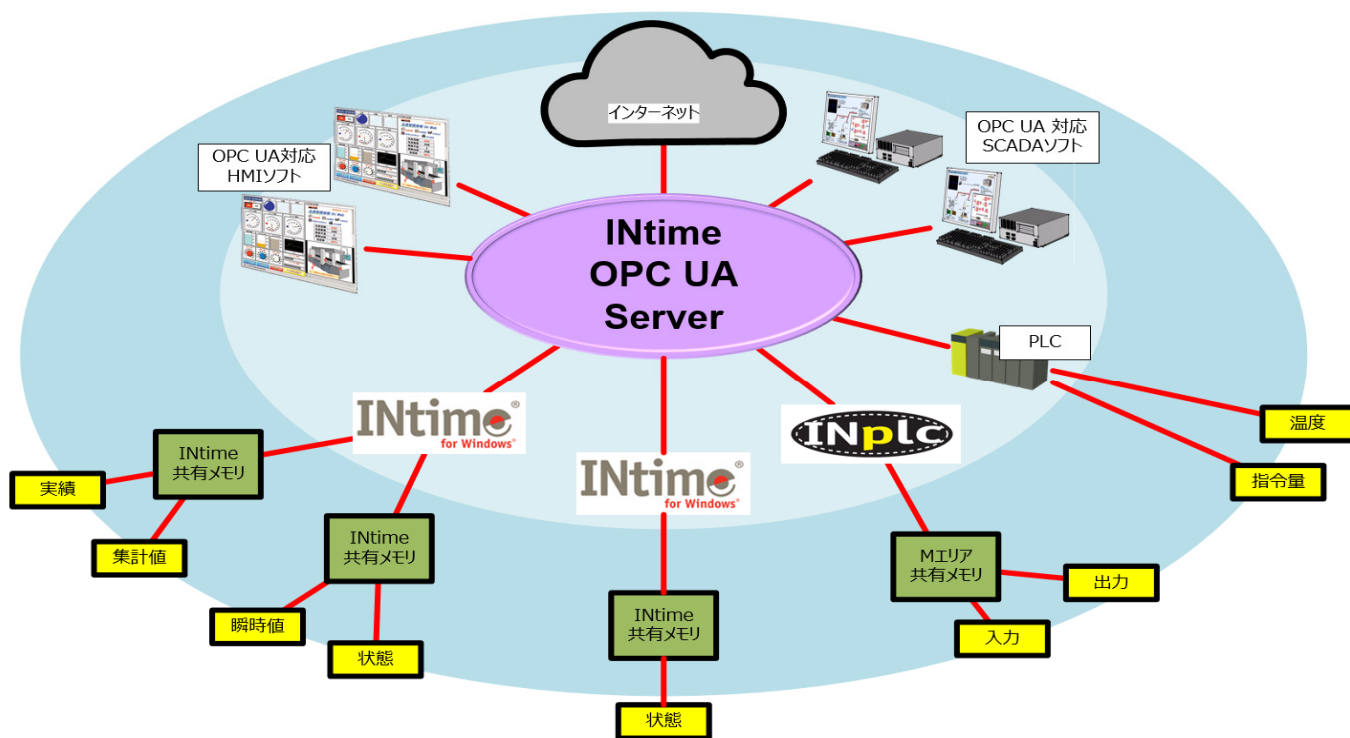 インターネット
OPC UA対応
HMIソフト
OPC UA 対応
SCADAソフト
INtime
OPC UA
Server
PLC
INtime®
for Windows®
INtime®
for Windows®
INplc
温度
指令量
INtime
共有メモリ
実績
集計値
INtime
共有メモリ
瞬時値
状態
INtime
共有メモリ
状態
Mエリア
共有メモリ
出力
入力